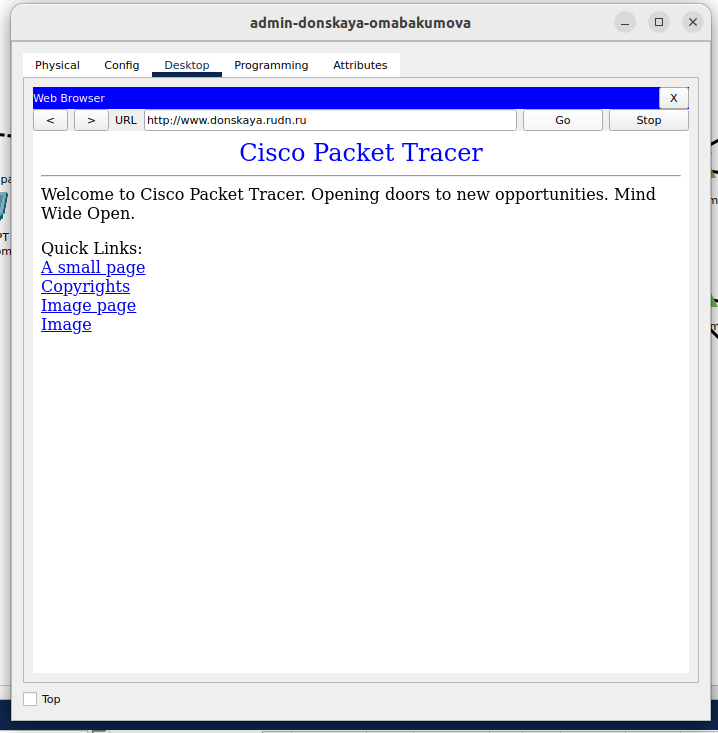 admin-donskaya-omabakumova
Physical Config Desktop Programming Attributes
Web Browser X
< > URL http://www.donskaya.rudn.ru Go Stop
Cisco Packet Tracer
Welcome to Cisco Packet Tracer. Opening doors to new opportunities. Mind
Wide Open.
Quick Links:
A small page
Copyrights
Image page
Image
Top